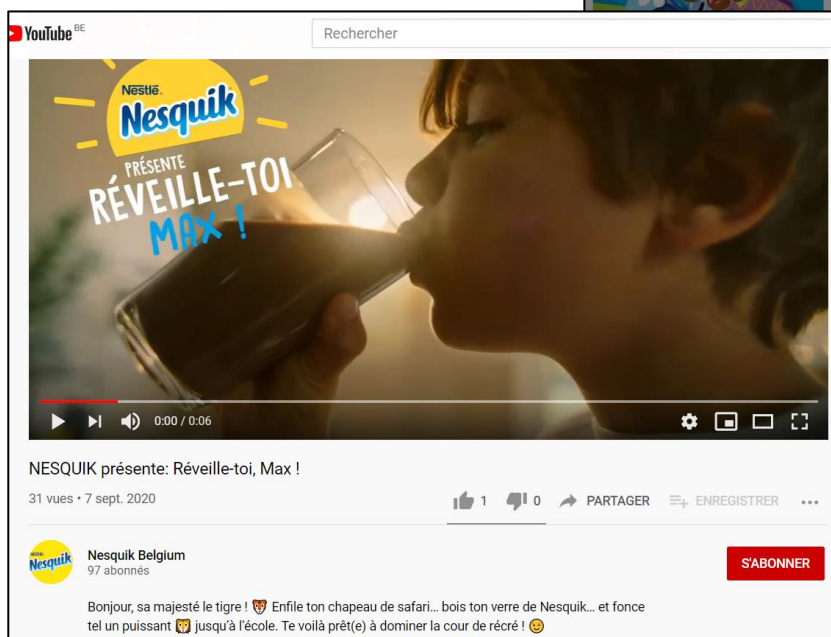 YouTube BE
Rechercher
Nestlé.
Nesquik
PRÉSENTE
RÉVEILLE-TOI
MAX !
0:00 / 0:06
NESQUIK présente: Réveille-toi, Max !
31 vues • 7 sept. 2020
1 0 PARTAGER ENREGISTRER
Nesquik
Nesquik Belgium
97 abonnés
S'ABONNER
Bonjour, sa majesté le tigre ! 🐯 Enfile ton chapeau de safari… bois ton verre de Nesquik… et fonce
tel un puissant 🐯 jusqu'à l'école. Te voilà prêt(e) à dominer la cour de récré ! 😉